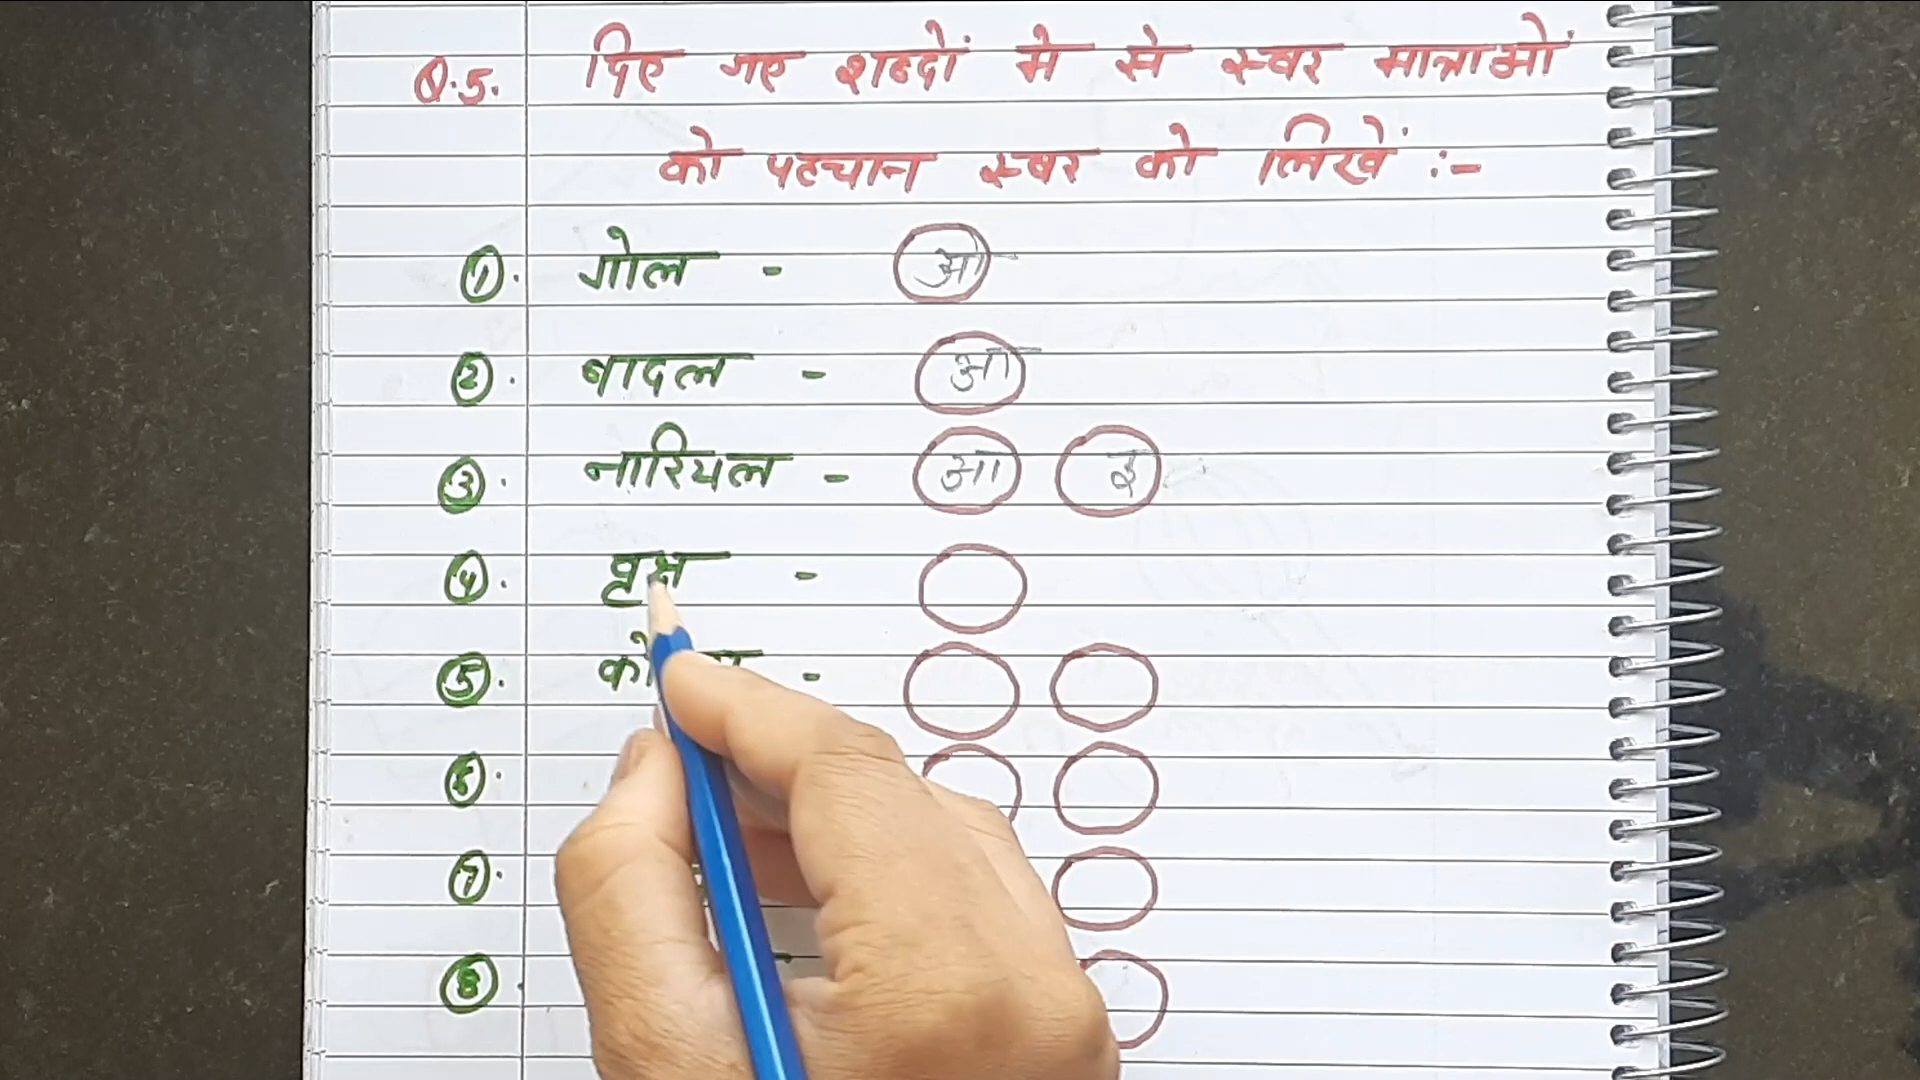 Q.5. दिए गए शब्दों मे से स्वर मात्राओं
को पहचान स्वर को लिखें :-
1. गोल - ओ
2. बादल - आ
3. नारियल - आ इ
4. वृक्ष -
5. -
6.
7.
8. -